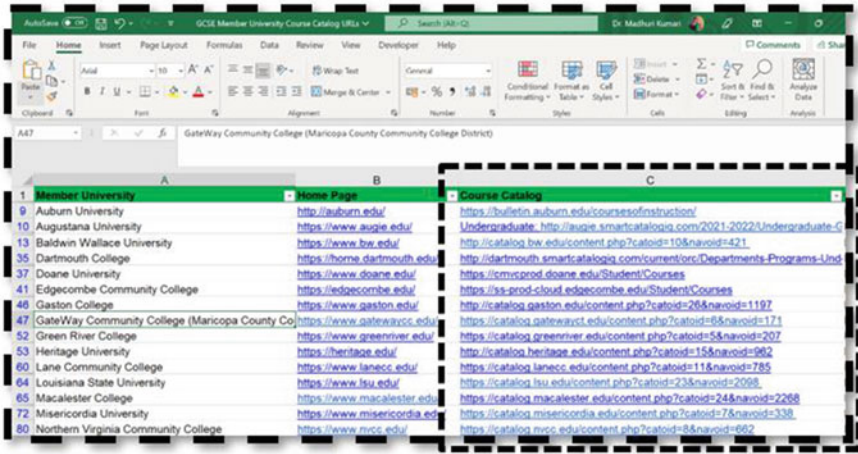 AutoSave Off GCSE Member University Course Catalog URLs Search (Alt+Q) Dr. Madhuri Kumari
File Home Insert Page Layout Formulas Data Review View Developer Help Comments Shar
Paste Arial 10 A A Wrap Text General Conditional Format as Cell Insert Sort & Find & Analyze
B I U A Merge & Center % Formatting Table Styles Delete Filter Select Data
Format
Clipboard Font Alignment Number Styles Cells Editing Analysis
A47 fx GateWay Community College (Maricopa County Community College District)
A B C
1 Member University Home Page Course Catalog
9 Auburn University http://auburn.edu/ https://bulletin.auburn.edu/coursesofinstruction/
10 Augustana University https://www.augie.edu/ Undergraduate: http://augie.smartcatalogiq.com/2021-2022/Undergraduate-C
13 Baldwin Wallace University https://www.bw.edu/ http://catalog.bw.edu/content.php?catoid=10&navoid=421
35 Dartmouth College https://home.dartmouth.edu/ http://dartmouth.smartcatalogiq.com/current/orc/Departments-Programs-Und
37 Doane University https://www.doane.edu/ https://cmvcprod.doane.edu/Student/Courses
41 Edgecombe Community College https://edgecombe.edu/ https://ss-prod-cloud.edgecombe.edu/Student/Courses
46 Gaston College https://www.gaston.edu/ http://catalog.gaston.edu/content.php?catoid=26&navoid=1197
47 GateWay Community College (Maricopa County Co https://www.gatewaycc.edu/ https://catalog.gatewayct.edu/content.php?catoid=6&navoid=171
52 Green River College https://www.greenriver.edu/ https://catalog.greenriver.edu/content.php?catoid=5&navoid=207
53 Heritage University https://heritage.edu/ http://catalog.heritage.edu/content.php?catoid=15&navoid=962
60 Lane Community College https://www.lanecc.edu/ https://catalog.lanecc.edu/content.php?catoid=11&navoid=785
64 Louisiana State University https://www.lsu.edu/ https://catalog.lsu.edu/content.php?catoid=23&navoid=2098
65 Macalester College https://www.macalester.edu https://catalog.macalester.edu/content.php?catoid=24&navoid=2268
72 Misericordia University https://www.misericordia.ed https://catalog.misericordia.edu/content.php?catoid=7&navoid=338
80 Northern Virginia Community College https://www.nvcc.edu/ https://catalog.nvcc.edu/content.php?catoid=8&navoid=662